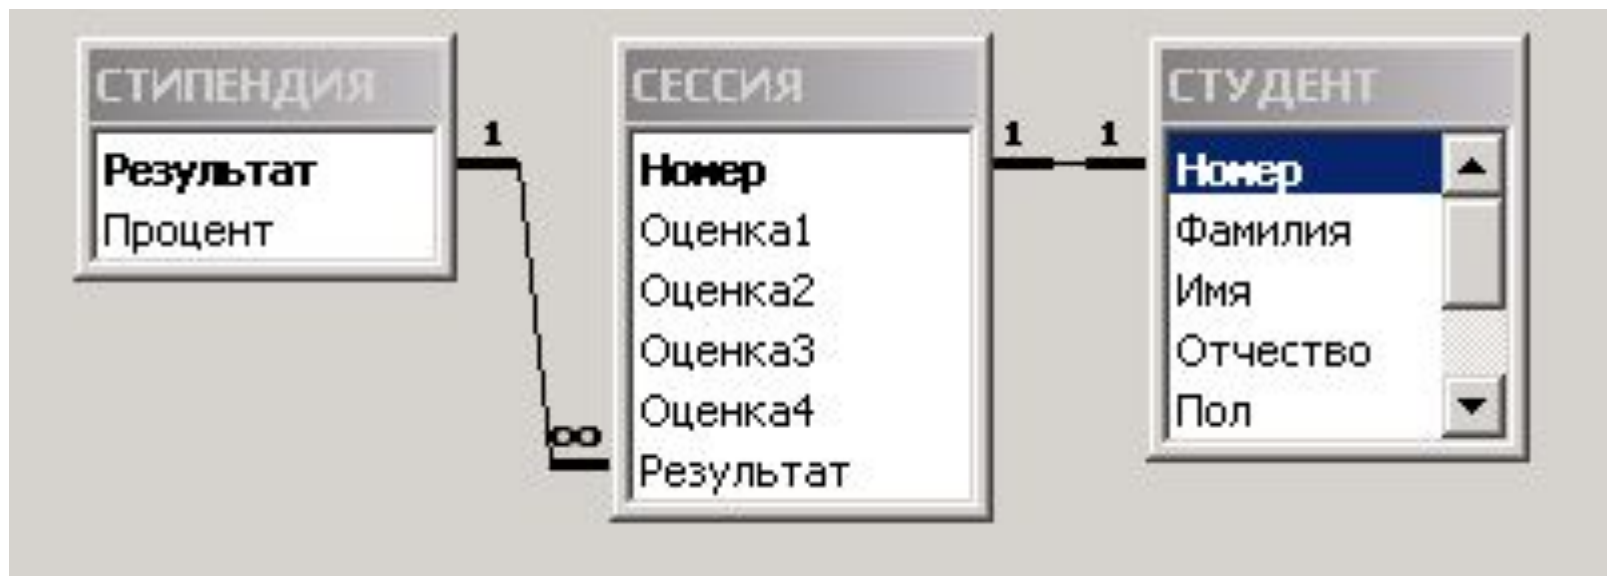 СТИПЕНДИЯ
Результат
Процент
1
∞
СЕССИЯ
Номер
Оценка1
Оценка2
Оценка3
Оценка4
Результат
1
1
СТУДЕНТ
Номер
Фамилия
Имя
Отчество
Пол